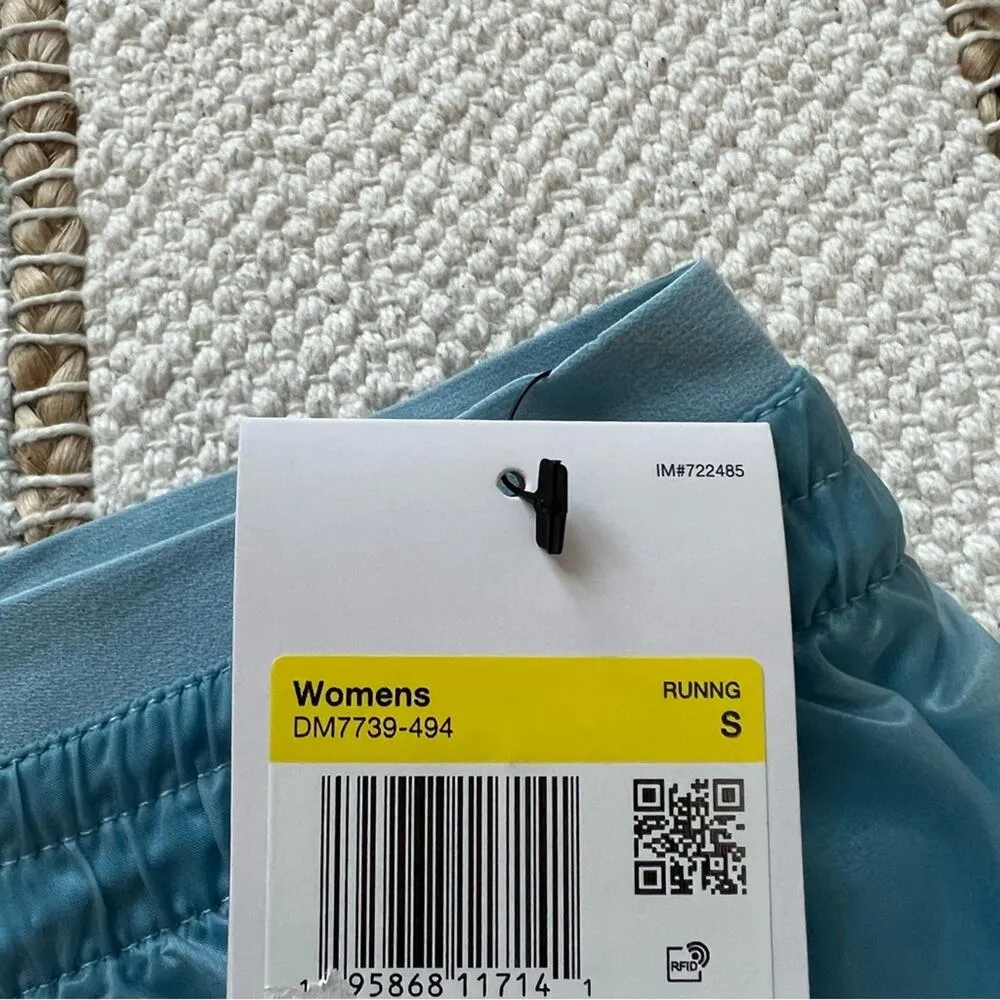 IM#722485
Womens
RUNNG
DM7739-494
S
RFID
1 95868 11714 1